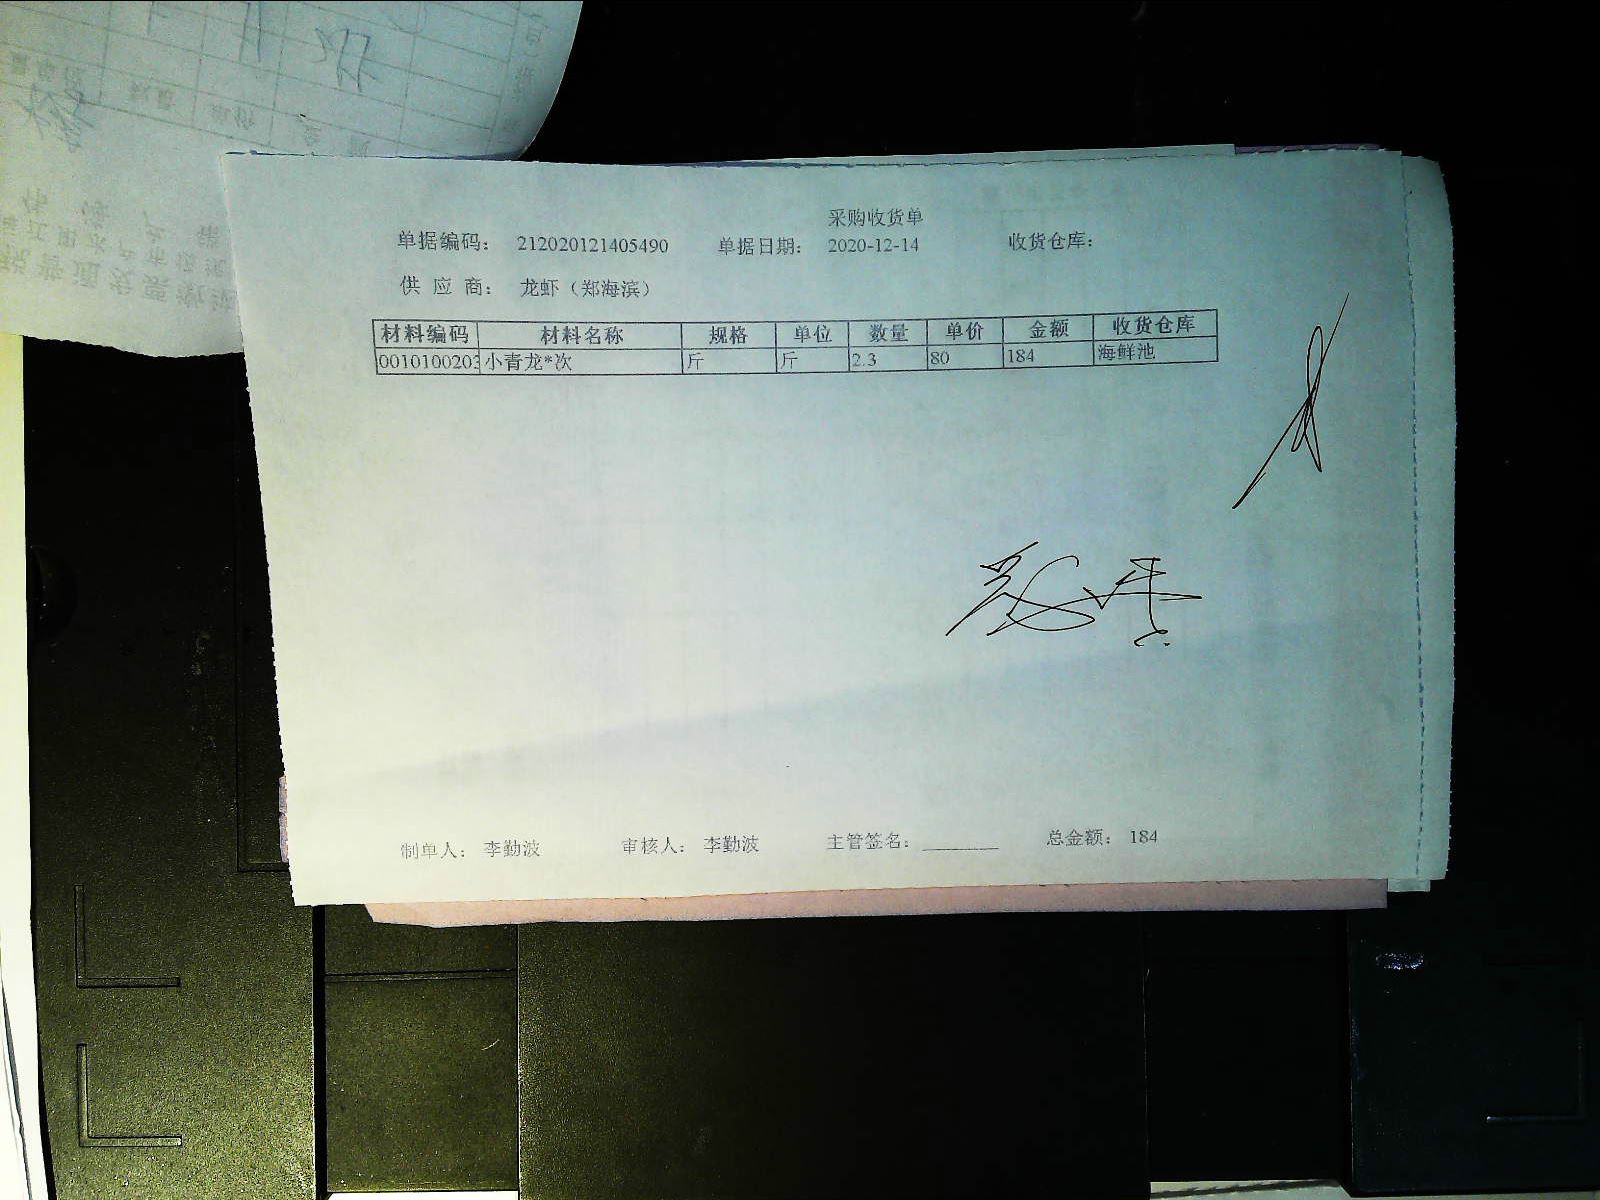 采购收货单
单据编码: 212020121405490 单据日期: 2020-12-14 收货仓库:
供 应 商: 龙虾（郑海滨）
材料编码 材料名称 规格 单位 数量 单价 金额 收货仓库
0010100203 小青龙*次 斤 斤 2.3 80 184 海鲜池
制单人: 李勤波 审核人: 李勤波 主管签名: ________ 总金额: 184